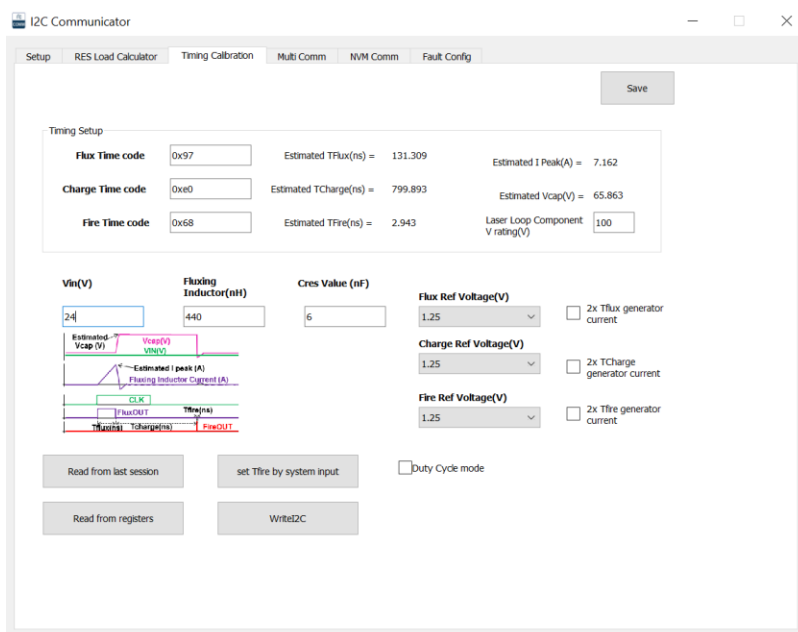 I2C Communicator
Setup
RES Load Calculator
Timing Calibration
Multi Comm
NVM Comm
Fault Config
Save
Timing Setup
Flux Time code
0x97
Estimated TFlux(ns) =
131.309
Estimated I Peak(A) =
7.162
Charge Time code
0xe0
Estimated TCharge(ns) =
799.893
Estimated Vcap(V) =
65.863
Fire Time code
0x68
Estimated TFire(ns) =
2.943
Laser Loop Component
V rating(V)
100
Vin(V)
24
Fluxing
Inductor(nH)
440
Cres Value (nF)
6
Flux Ref Voltage(V)
1.25
2x Tflux generator
current
Charge Ref Voltage(V)
1.25
2x TCharge
generator current
Fire Ref Voltage(V)
1.25
2x Tfire generator
current
Estimated
Vcap (V)
Vcap(V)
VIN(V)
Estimated I peak (A)
Fluxing Inductor Current (A)
CLK
FluxOUT
Tfire(ns)
Tflux(ns)
Tcharge(ns)
FireOUT
Read from last session
set Tfire by system input
Duty Cycle mode
Read from registers
WriteI2C